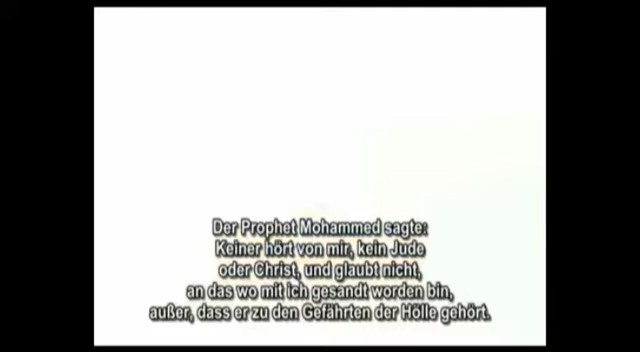 Der Prophet Mohammed sagte:
Keiner hört von mir, kein Jude
oder Christ, und glaubt nicht,
an das wo mit ich gesandt worden bin,
außer, dass er zu den Gefährten der Hölle gehört.